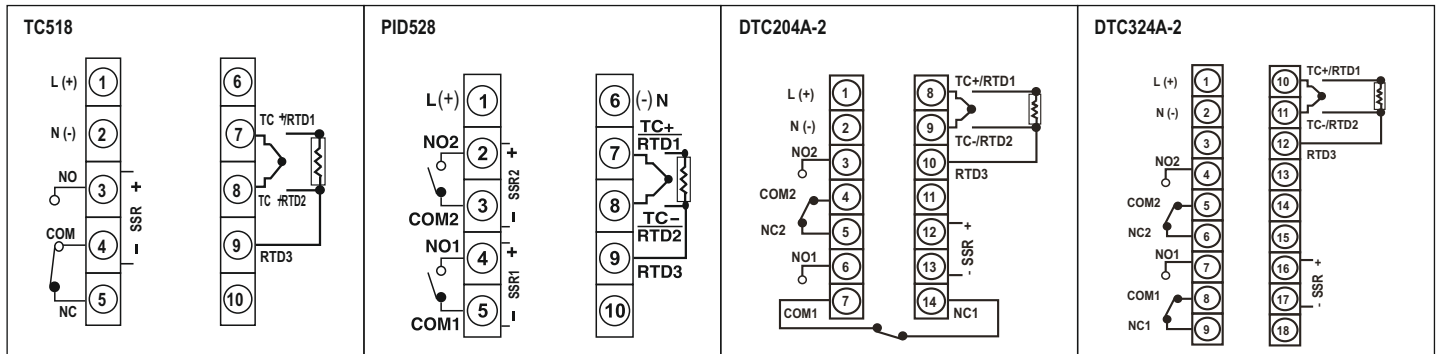 TC518
L (+)
1
N (-)
2
NO
3
+
SSR
-
COM
4
NC
5
6
7
TC +/RTD1
8
TC +/RTD2
9
RTD3
10
PID528
L(+)
1
NO2
2
+
SSR2
-
COM2
3
NO1
4
+
SSR1
-
COM1
5
6
(-) N
TC+
RTD1
7
8
TC-
RTD2
9
RTD3
10
DTC204A-2
L (+)
1
N (-)
2
NO2
3
COM2
4
NC2
5
NO1
6
7
COM1
8
TC+/RTD1
9
TC-/RTD2
10
RTD3
11
12
+
SSR
-
13
14
NC1
DTC324A-2
L (+)
1
N (-)
2
3
NO2
4
COM2
5
NC2
6
NO1
7
COM1
8
NC1
9
10
TC+/RTD1
11
TC-/RTD2
12
RTD3
13
14
15
16
+
SSR
-
17
18